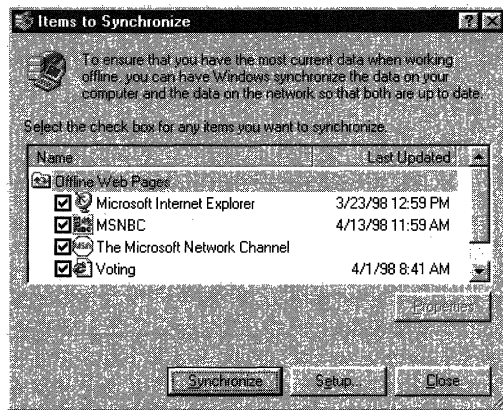 Items to Synchronize
To ensure that you have the most current data when working
offline, you can have Windows synchronize the data on your
computer and the data on the network so that both are up to date.
Select the check box for any items you want to synchronize.
Name Last Updated
Offline Web Pages
Microsoft Internet Explorer 3/23/98 12:59 PM
MSNBC 4/13/98 11:59 AM
msn The Microsoft Network Channel
Voting 4/1/98 8:41 AM
Properties
Synchronize Setup... Close